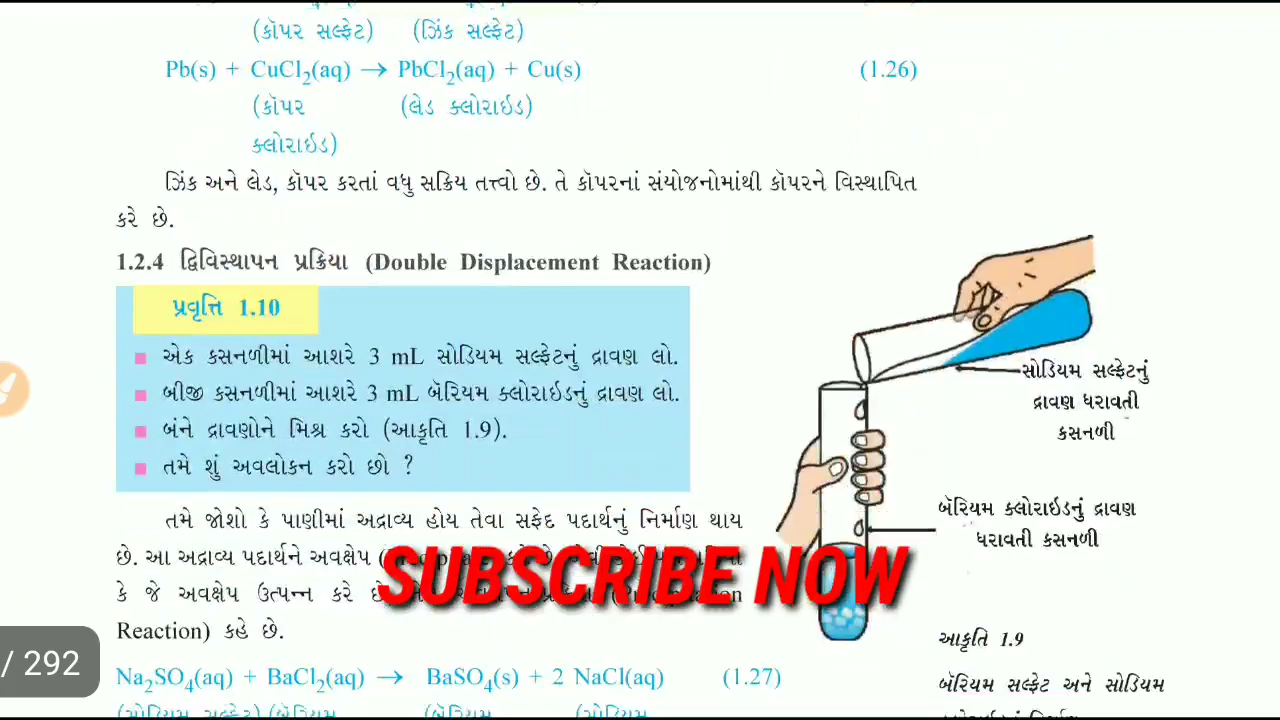 (કૉપર સલ્ફેટ) (ઝિંક સલ્ફેટ)
Pb(s) + CuCl₂(aq) → PbCl₂(aq) + Cu(s) (1.26)
(કૉપર (લેડ ક્લોરાઇડ)
ક્લોરાઇડ)
ઝિંક અને લેડ, કૉપર કરતાં વધુ સક્રિય તત્ત્વો છે. તે કૉપરનાં સંયોજનોમાંથી કૉપરને વિસ્થાપિત
કરે છે.
1.2.4 દ્વિવિસ્થાપન પ્રક્રિયા (Double Displacement Reaction)
પ્રવૃત્તિ 1.10
■ એક કસનળીમાં આશરે 3 mL સોડિયમ સલ્ફેટનું દ્રાવણ લો.
■ બીજી કસનળીમાં આશરે 3 mL બૅરિયમ ક્લોરાઇડનું દ્રાવણ લો.
■ બંને દ્રાવણોને મિશ્ર કરો (આકૃતિ 1.9).
■ તમે શું અવલોકન કરો છો ?
સોડિયમ સલ્ફેટનું
દ્રાવણ ધરાવતી
કસનળી
બૅરિયમ ક્લોરાઇડનું દ્રાવણ
ધરાવતી કસનળી
તમે જોશો કે પાણીમાં અદ્રાવ્ય હોય તેવા સફેદ પદાર્થનું નિર્માણ થાય
છે. આ અદ્રાવ્ય પદાર્થને અવક્ષેપ
કે જે અવક્ષેપ ઉત્પન્ન કરે છે
Reaction) કહે છે.
SUBSCRIBE NOW
/ 292
Na₂SO₄(aq) + BaCl₂(aq) → BaSO₄(s) + 2 NaCl(aq) (1.27)
આકૃતિ 1.9
બૅરિયમ સલ્ફેટ અને સોડિયમ